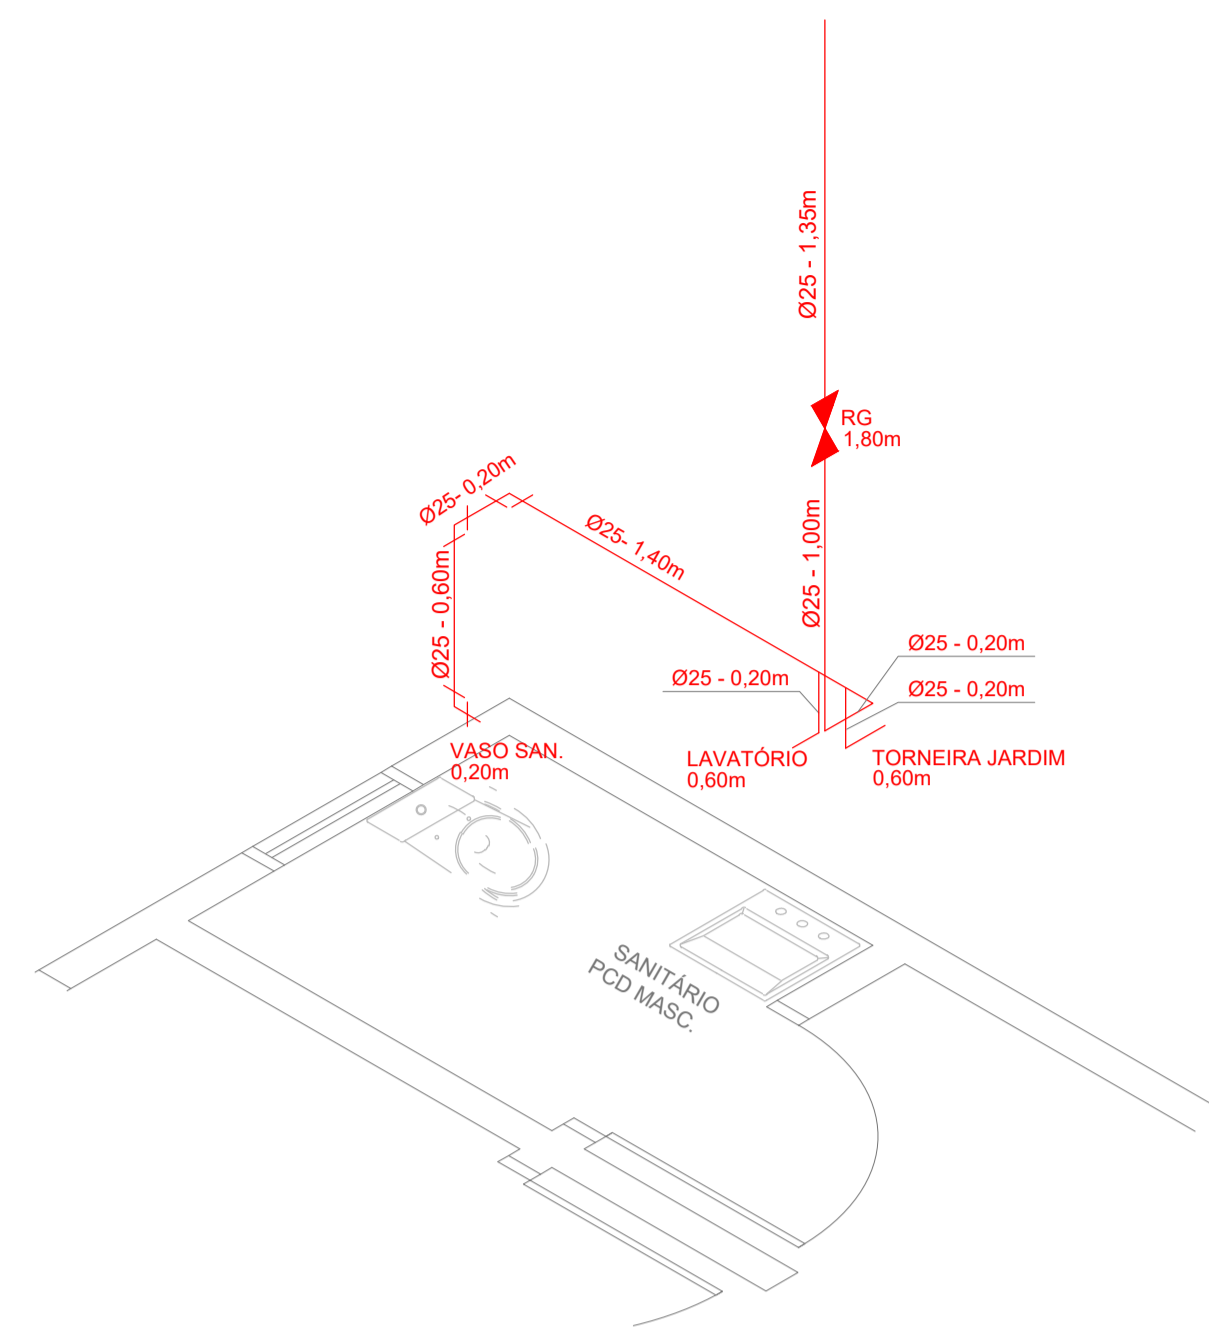 Ø25 - 1,35m
RG
1,80m
Ø25- 0,20m
Ø25- 1,40m
Ø25 - 1,00m
Ø25 - 0,60m
Ø25 - 0,20m
Ø25 - 0,20m
Ø25 - 0,20m
VASO SAN.
0,20m
LAVATÓRIO
0,60m
TORNEIRA JARDIM
0,60m
SANITÁRIO
PCD MASC.